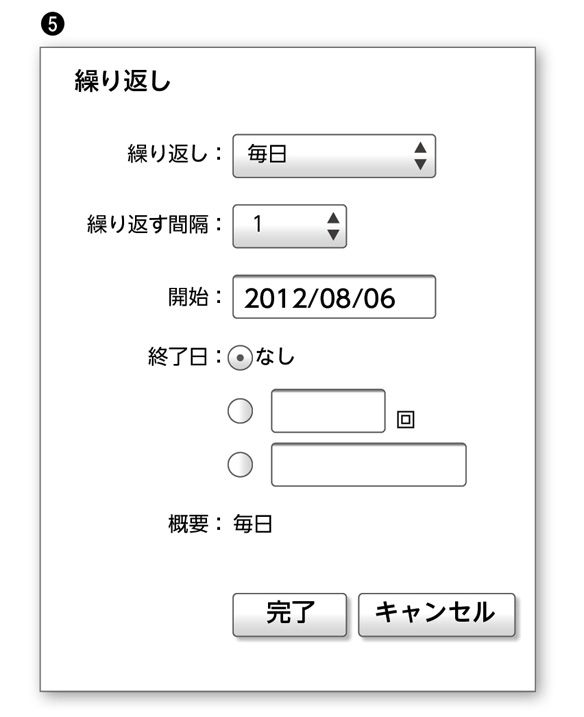 ❺
繰り返し
繰り返し： 毎日
繰り返す間隔： 1
開始： 2012/08/06
終了日： なし
回
概要： 毎日
完了 キャンセル